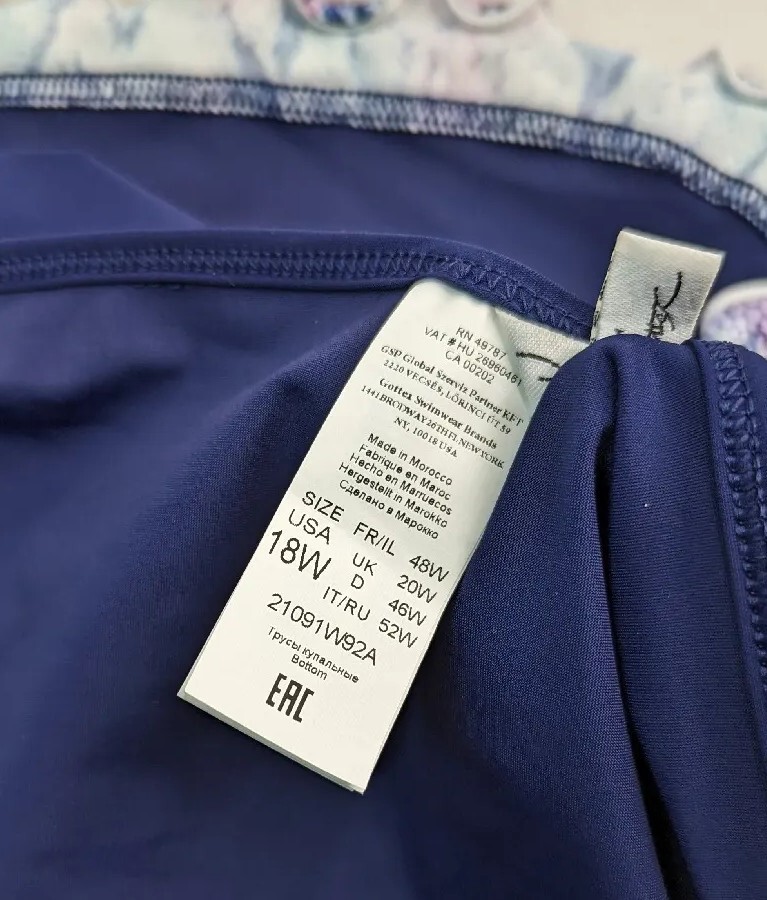 RN 48787
VAT # HU 26960461
CA 00202
GSP Global Szerviz Partner KFT
2220 VECSÉS, LŐRINCI ÚT.59
Gottex Swimwear Brands
1441 BRODWAY 26TH FL NEW YORK
NY, 10018 USA
Made in Morocco
Fabrique en Maroc
Hecho en Marruecos
Hergestellt in Marokko
Сделано в Марокко
SIZE FR/IL 48W
USA UK 20W
18W D 46W
IT/RU 52W
21091W92A
Трусы купальные
Bottom
EAC